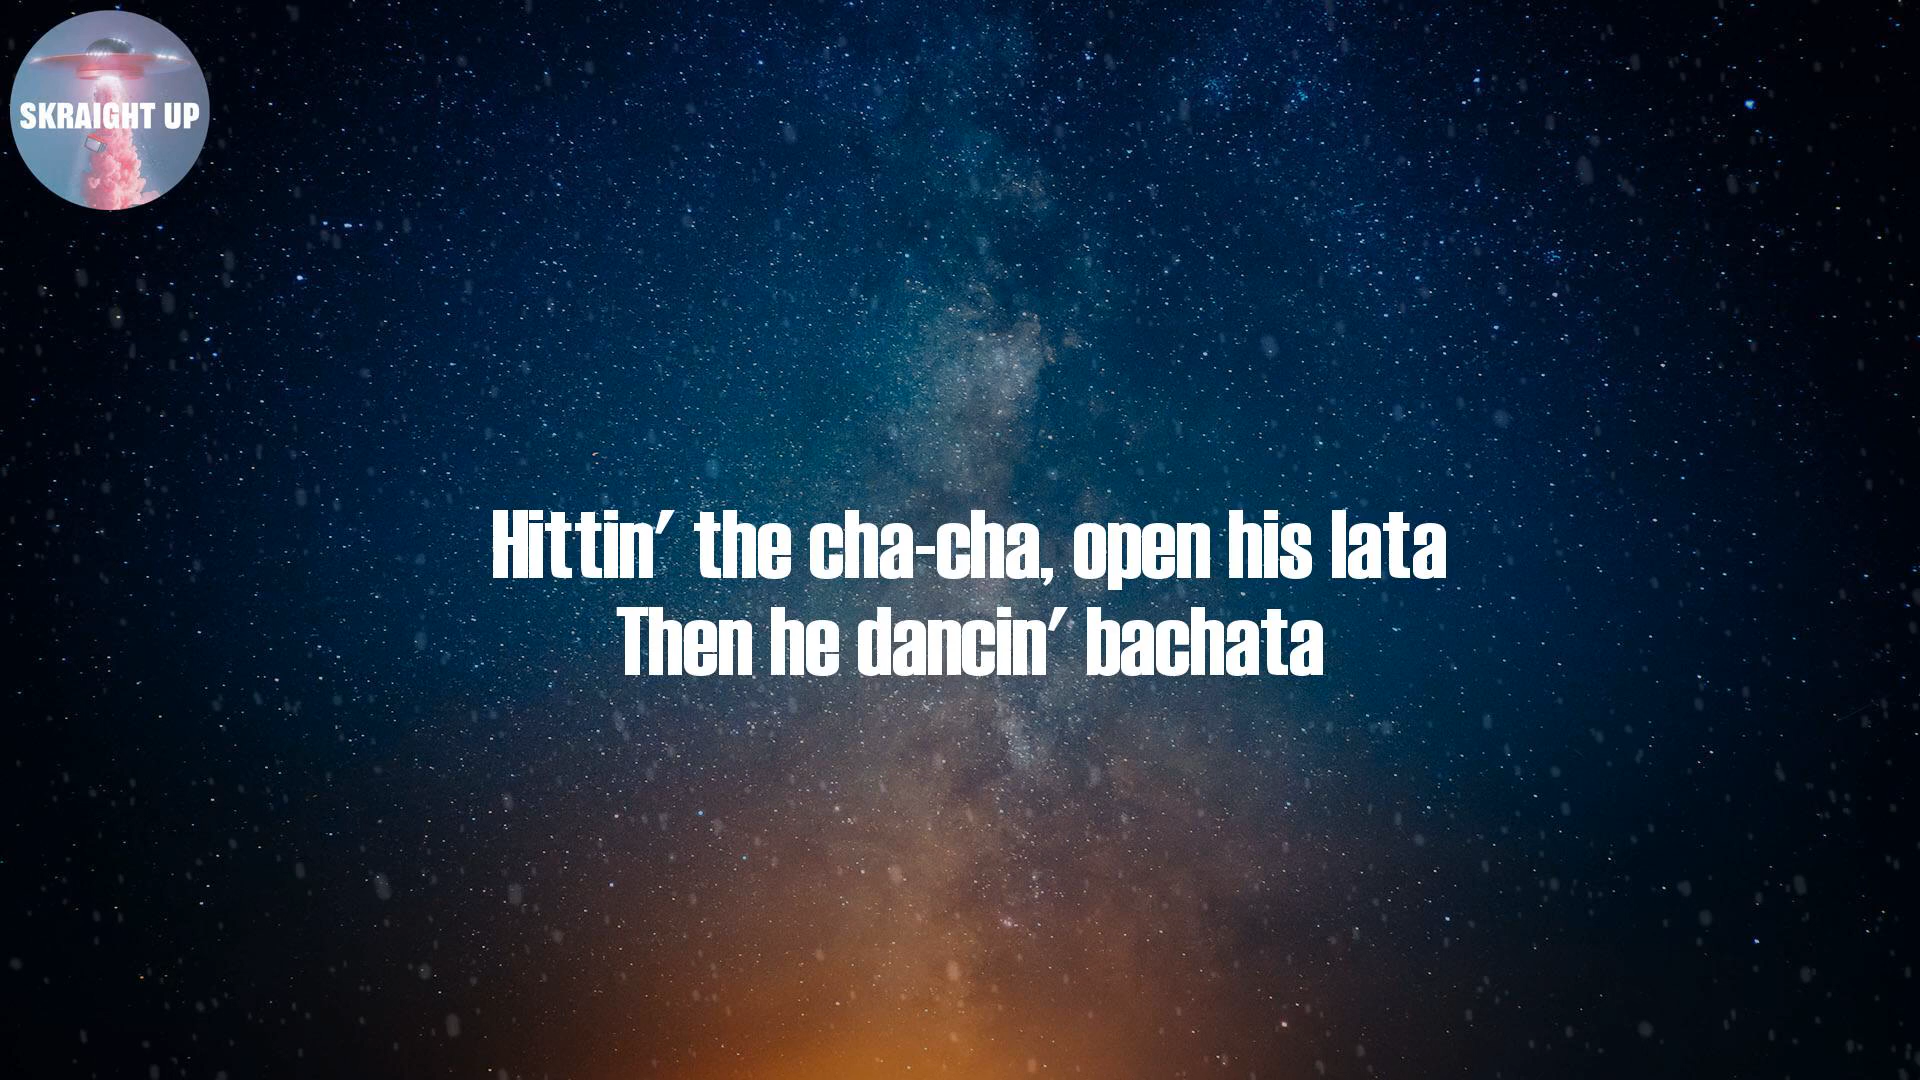 SKRAIGHT UP
Hittin' the cha-cha, open his lata
Then he dancin' bachata